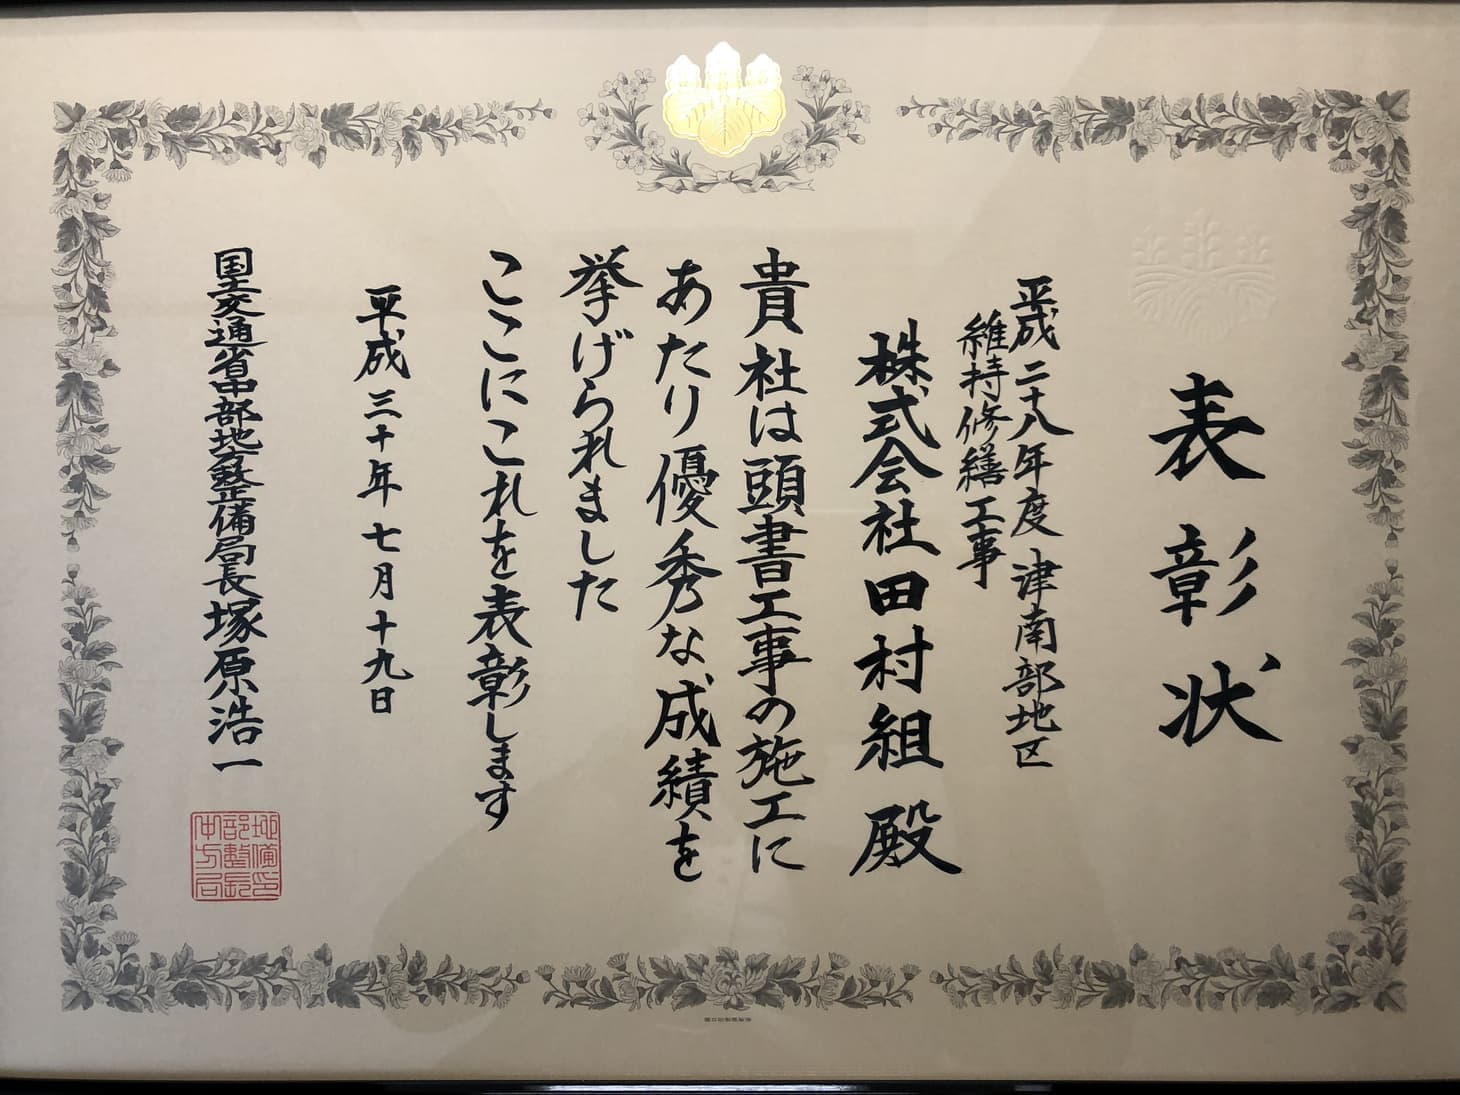 表彰状
平成二十八年度 津南部地区
維持修繕工事
株式会社田村組 殿
貴社は頭書工事の施工に
あたり優秀な成績を
挙げられました
ここにこれを表彰します
平成三十年七月十九日
国土交通省中部地方整備局長 塚原浩一